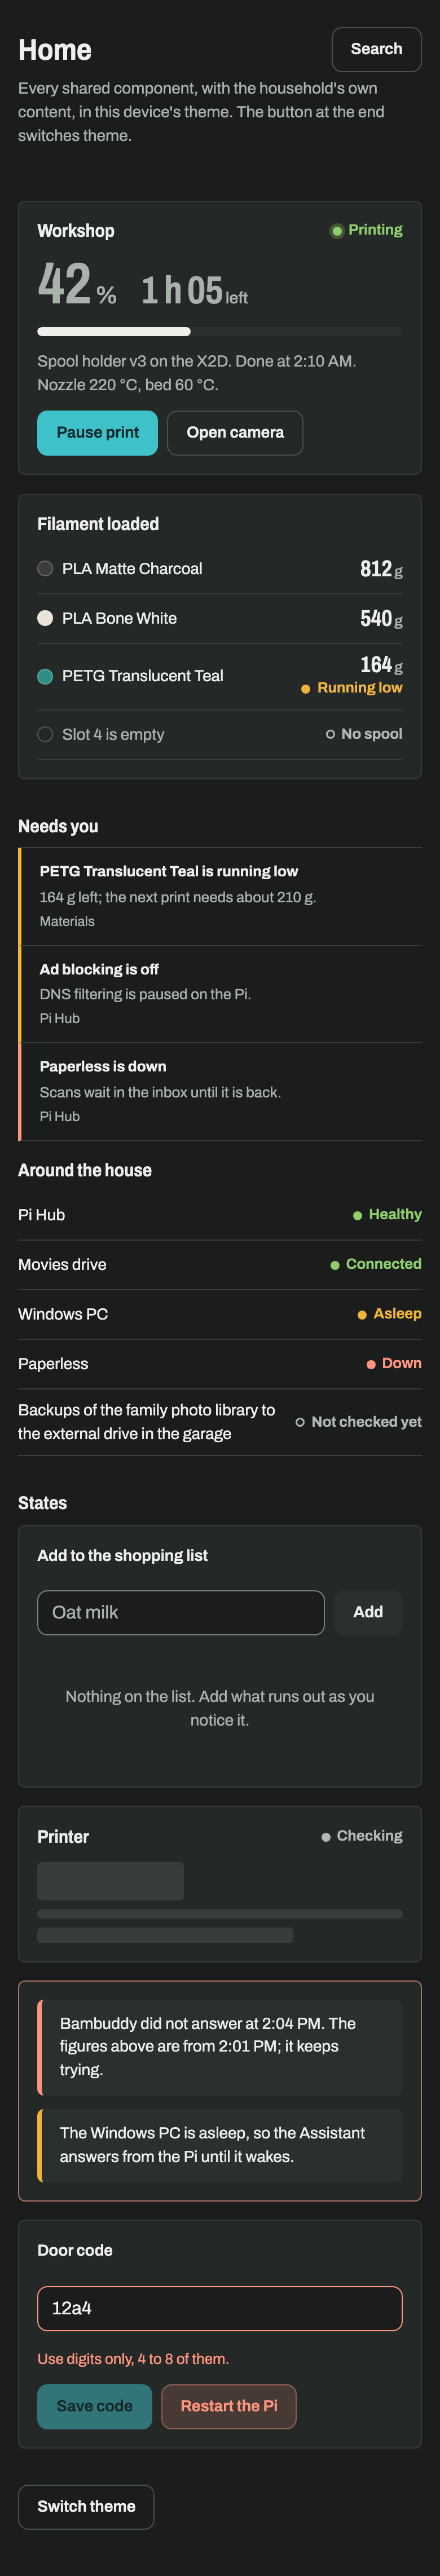 Home
Search
Every shared component, with the household's own
content, in this device's theme. The button at the end
switches theme.
Workshop
Printing
42 % 1 h 05 left
Spool holder v3 on the X2D. Done at 2:10 AM.
Nozzle 220 °C, bed 60 °C.
Pause print
Open camera
Filament loaded
PLA Matte Charcoal
812 g
PLA Bone White
540 g
PETG Translucent Teal
164 g
Running low
Slot 4 is empty
No spool
Needs you
PETG Translucent Teal is running low
164 g left; the next print needs about 210 g.
Materials
Ad blocking is off
DNS filtering is paused on the Pi.
Pi Hub
Paperless is down
Scans wait in the inbox until it is back.
Pi Hub
Around the house
Pi Hub
Healthy
Movies drive
Connected
Windows PC
Asleep
Paperless
Down
Backups of the family photo library to
the external drive in the garage
Not checked yet
States
Add to the shopping list
Oat milk
Add
Nothing on the list. Add what runs out as you
notice it.
Printer
Checking
Bambuddy did not answer at 2:04 PM. The
figures above are from 2:01 PM; it keeps
trying.
The Windows PC is asleep, so the Assistant
answers from the Pi until it wakes.
Door code
12a4
Use digits only, 4 to 8 of them.
Save code
Restart the Pi
Switch theme